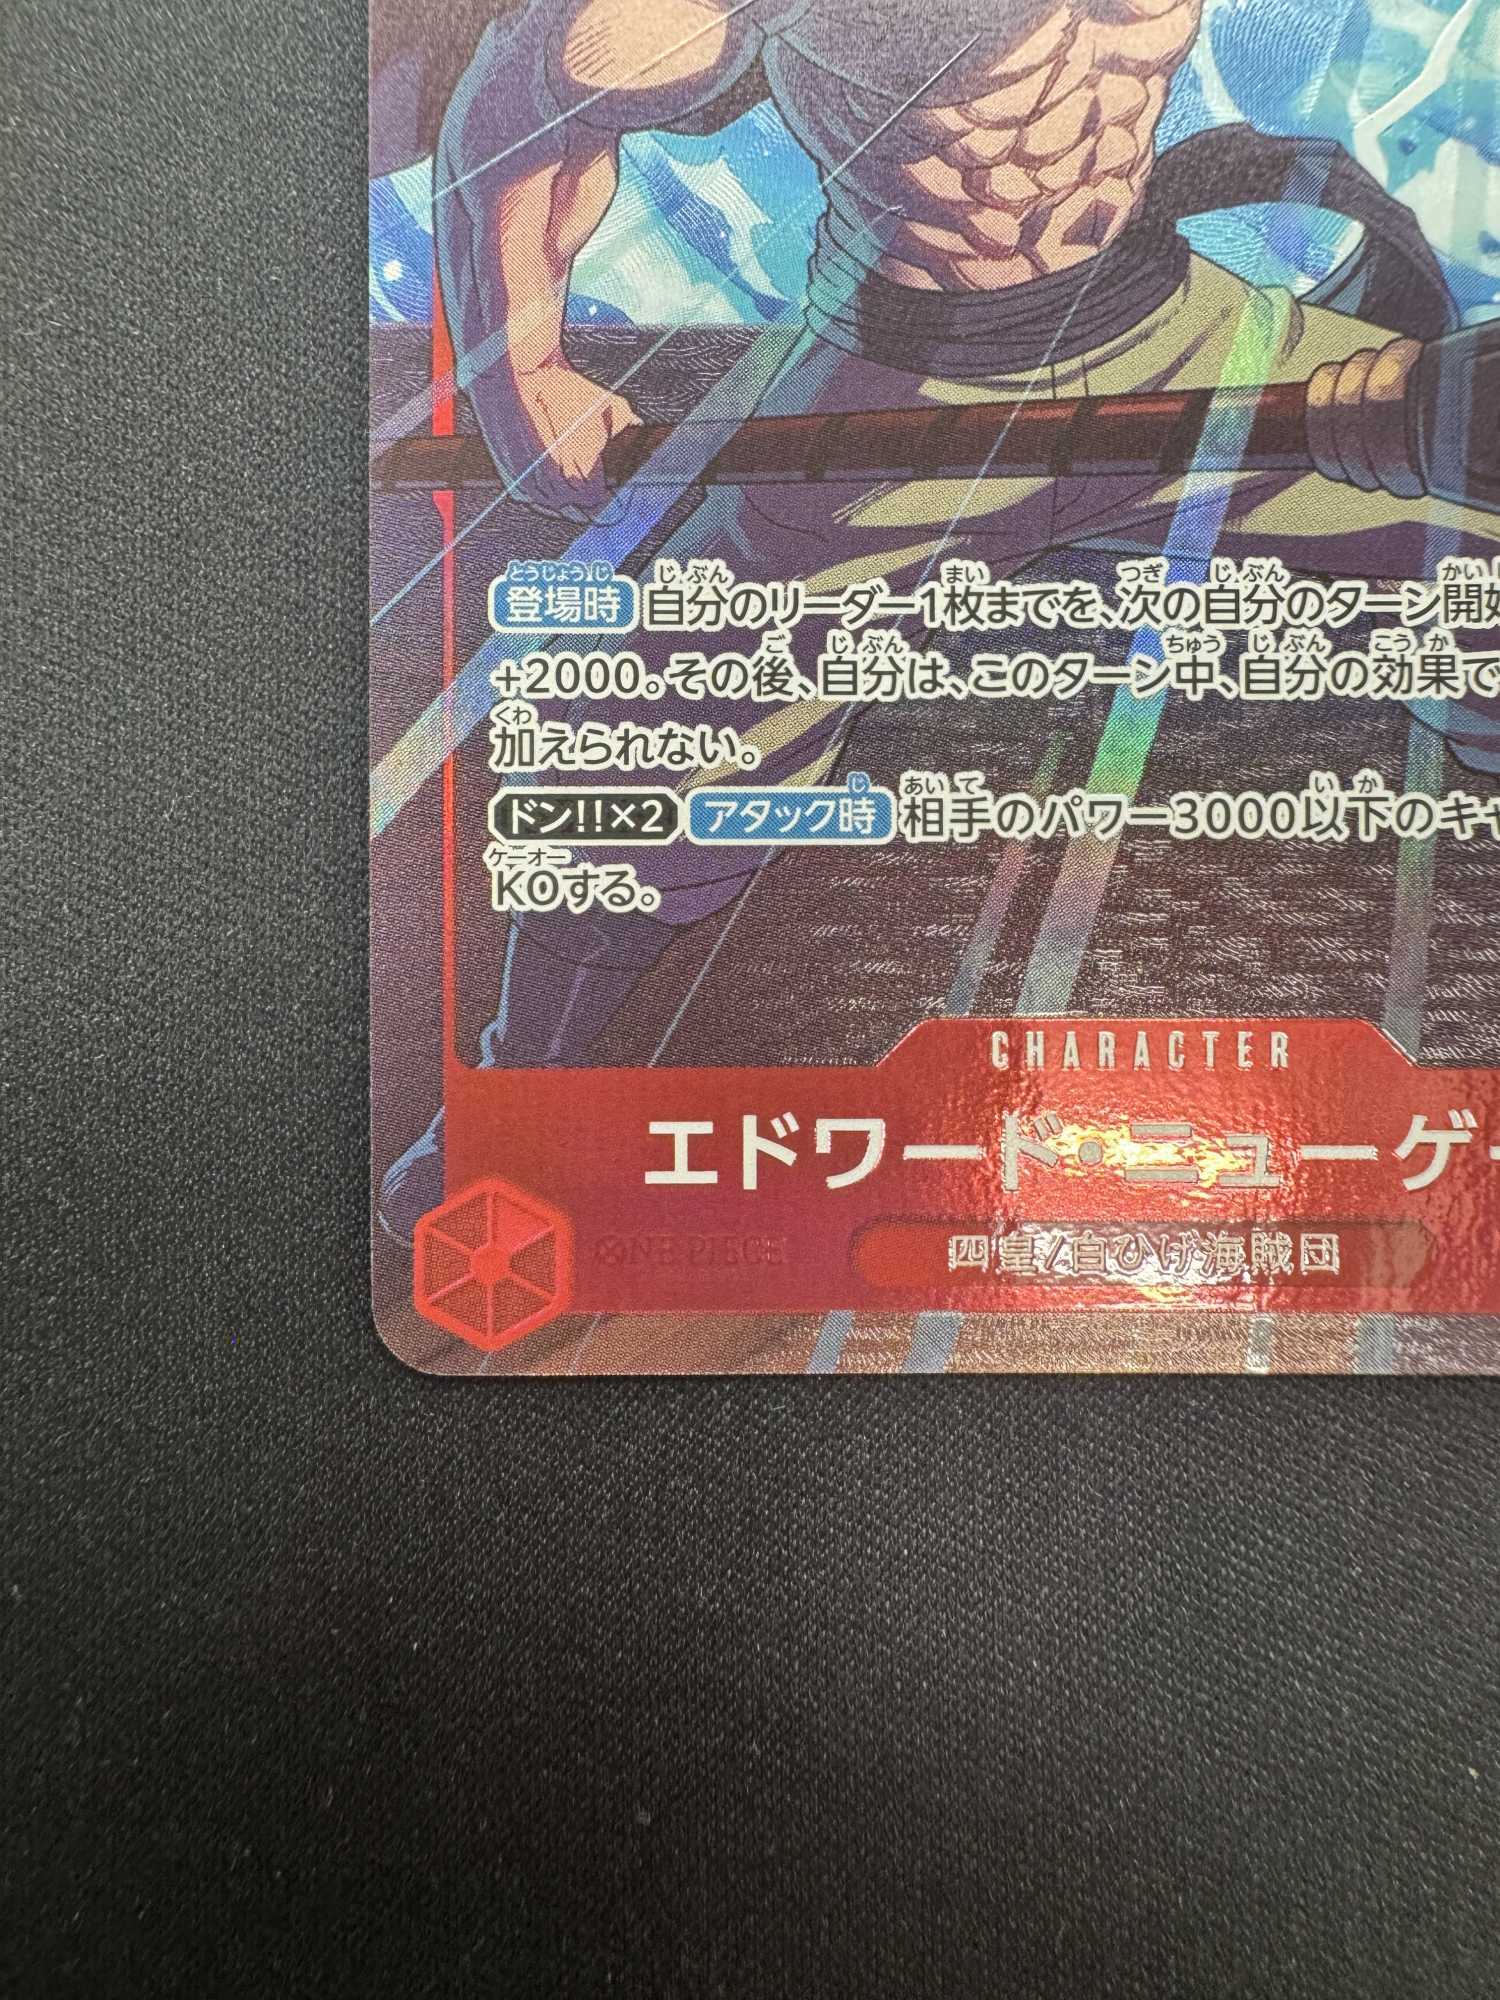 登場時 自分のリーダー1枚までを、次の自分のターン開
+2000。その後、自分は、このターン中、自分の効果で
加えられない。
ドン!!×2 アタック時 相手のパワー3000以下のキャ
KOする。
CHARACTER
エドワード・ニューゲー
ONE PIECE
四皇/白ひげ海賊団